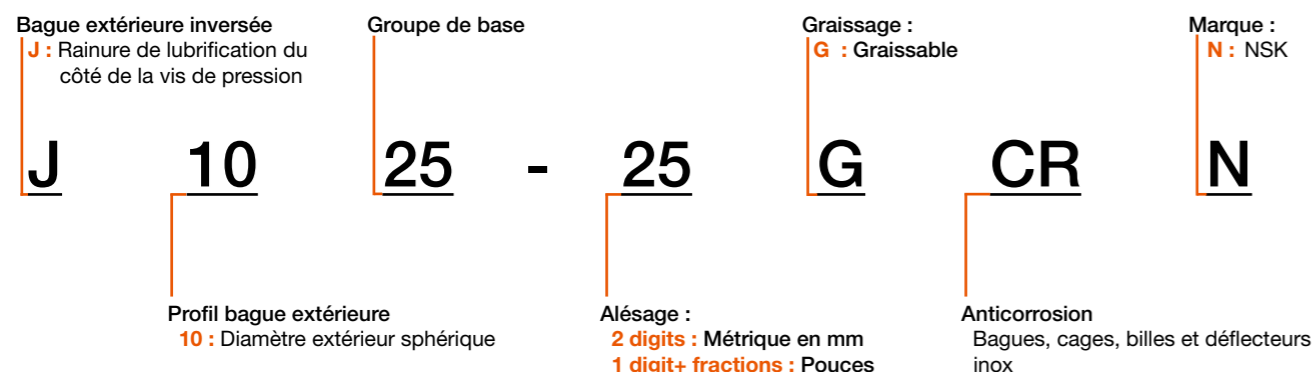 Bague extérieure inversée
J : Rainure de lubrification du
côté de la vis de pression
Groupe de base
Graissage :
G : Graissable
Marque :
N : NSK
J 10 25 - 25 G CR N
Profil bague extérieure
10 : Diamètre extérieur sphérique
Alésage :
2 digits : Métrique en mm
1 digit+ fractions : Pouces
Anticorrosion
Bagues, cages, billes et déflecteurs
inox